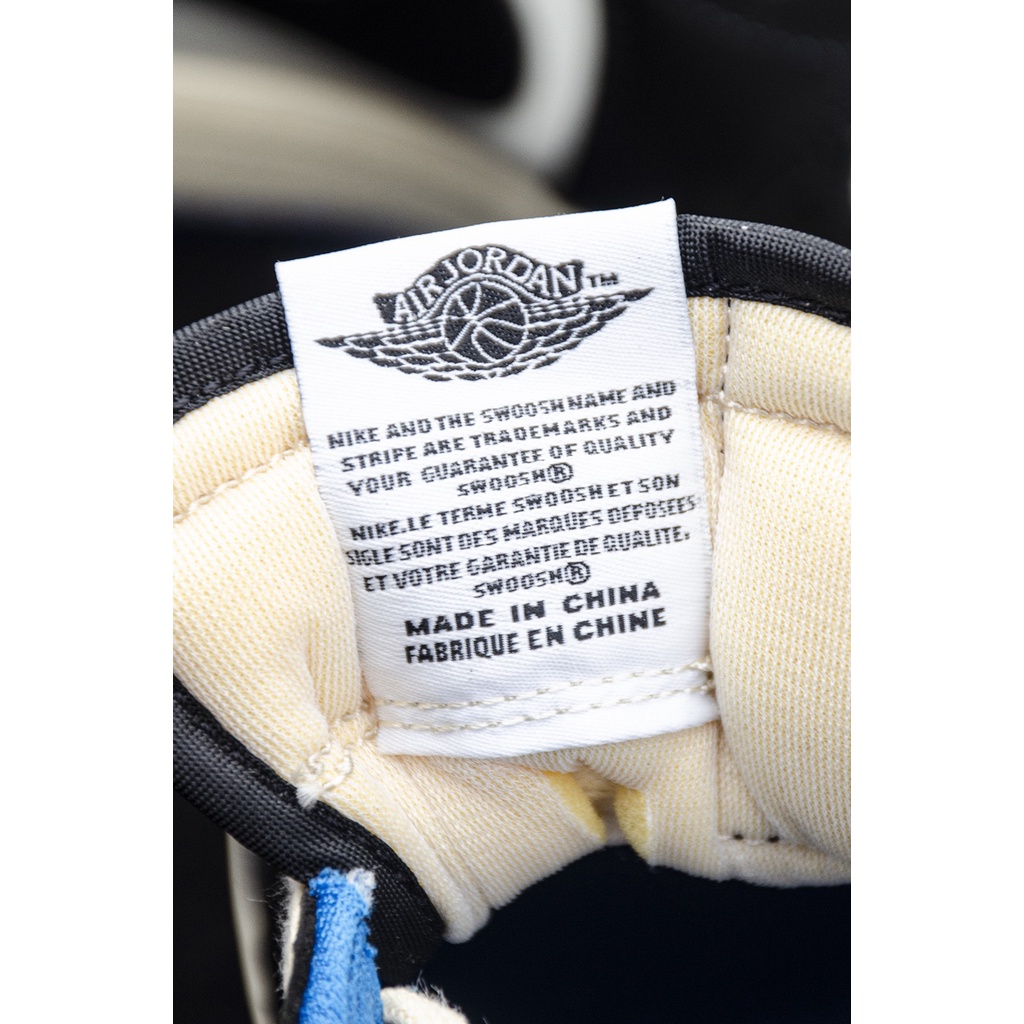 AIR JORDAN™
NIKE AND THE SWOOSH NAME AND
STRIPE ARE TRADEMARKS AND
YOUR GUARANTEE OF QUALITY
SWOOSH®
NIKE.LE TERME SWOOSH ET SON
SIGLE SONT DES MARQUES DEPOSEES
ET VOTRE GARANTIE DE QUALITE.
SWOOSH®
MADE IN CHINA
FABRIQUE EN CHINE